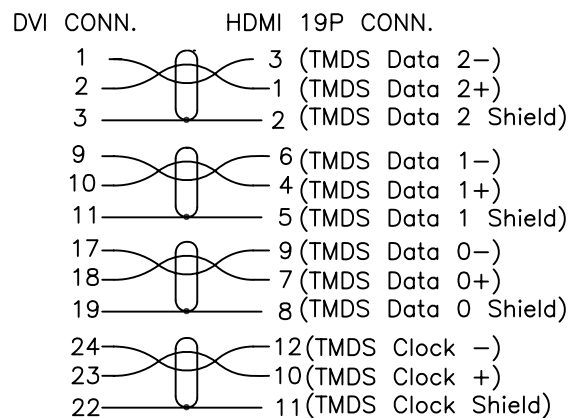 DVI CONN. HDMI 19P CONN.
1 3 (TMDS Data 2-)
2 1 (TMDS Data 2+)
3 2 (TMDS Data 2 Shield)
9 6 (TMDS Data 1-)
10 4 (TMDS Data 1+)
11 5 (TMDS Data 1 Shield)
17 9 (TMDS Data 0-)
18 7 (TMDS Data 0+)
19 8 (TMDS Data 0 Shield)
24 12 (TMDS Clock -)
23 10 (TMDS Clock +)
22 11 (TMDS Clock Shield)